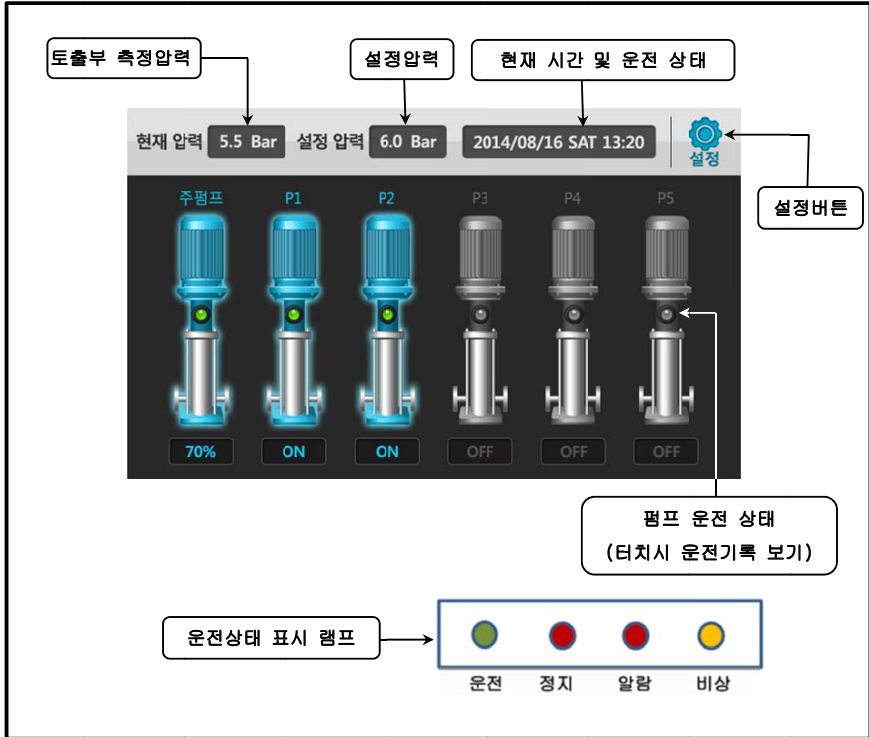 토출부 측정압력
설정압력
현재 시간 및 운전 상태
현재 압력 5.5 Bar 설정 압력 6.0 Bar 2014/08/16 SAT 13:20
설정
설정버튼
주펌프 P1 P2 P3 P4 P5
70% ON ON OFF OFF OFF
펌프 운전 상태
(터치시 운전기록 보기)
운전상태 표시 램프
운전 정지 알람 비상